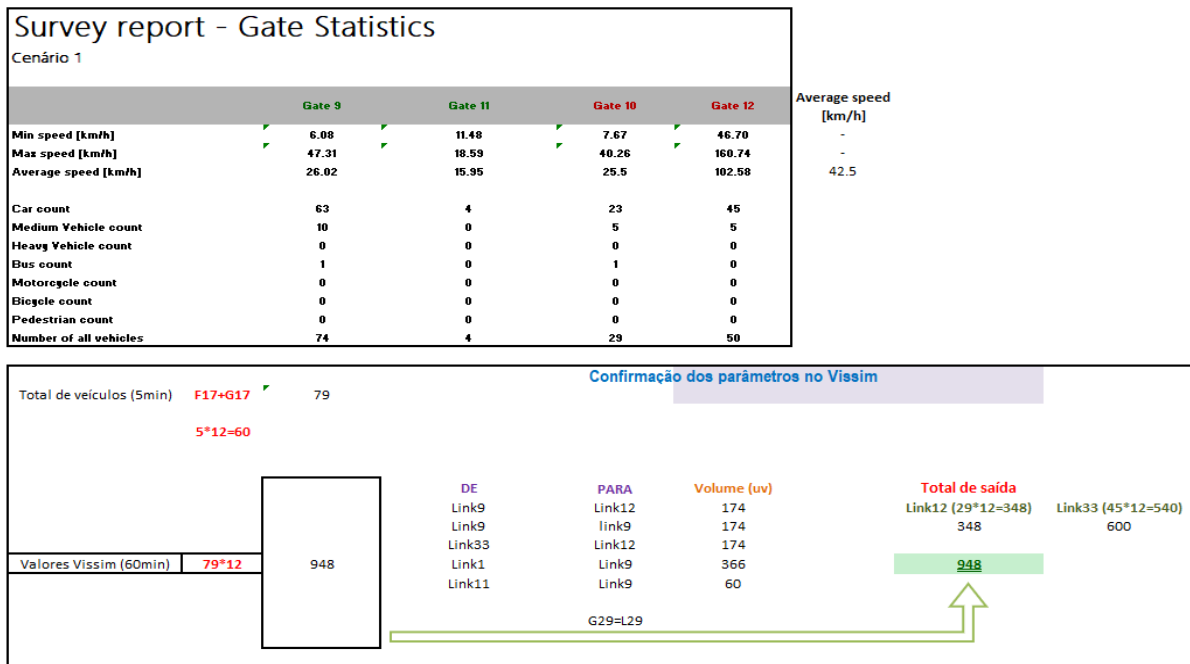 Survey report - Gate Statistics
Cenário 1
Gate 9 Gate 11 Gate 10 Gate 12 Average speed [km/h]
Min speed [km/h] 6.08 11.48 7.67 46.70 -
Max speed [km/h] 47.31 18.59 40.26 160.74 -
Average speed [km/h] 26.02 15.95 25.5 102.58 42.5
Car count 63 4 23 45
Medium Vehicle count 10 0 5 5
Heavy Vehicle count 0 0 0 0
Bus count 1 0 1 0
Motorcycle count 0 0 0 0
Bicycle count 0 0 0 0
Pedestrian count 0 0 0 0
Number of all vehicles 74 4 29 50
Confirmação dos parâmetros no Vissim
Total de veículos (5min) F17+G17 79
5*12=60
DE PARA Volume (uv) Total de saída
Link9 Link12 174 Link12 (29*12=348) Link33 (45*12=540)
Link9 link9 174 348 600
Link33 Link12 174
Valores Vissim (60min) 79*12 948 Link1 Link9 366 948
Link11 Link9 60
G29=L29